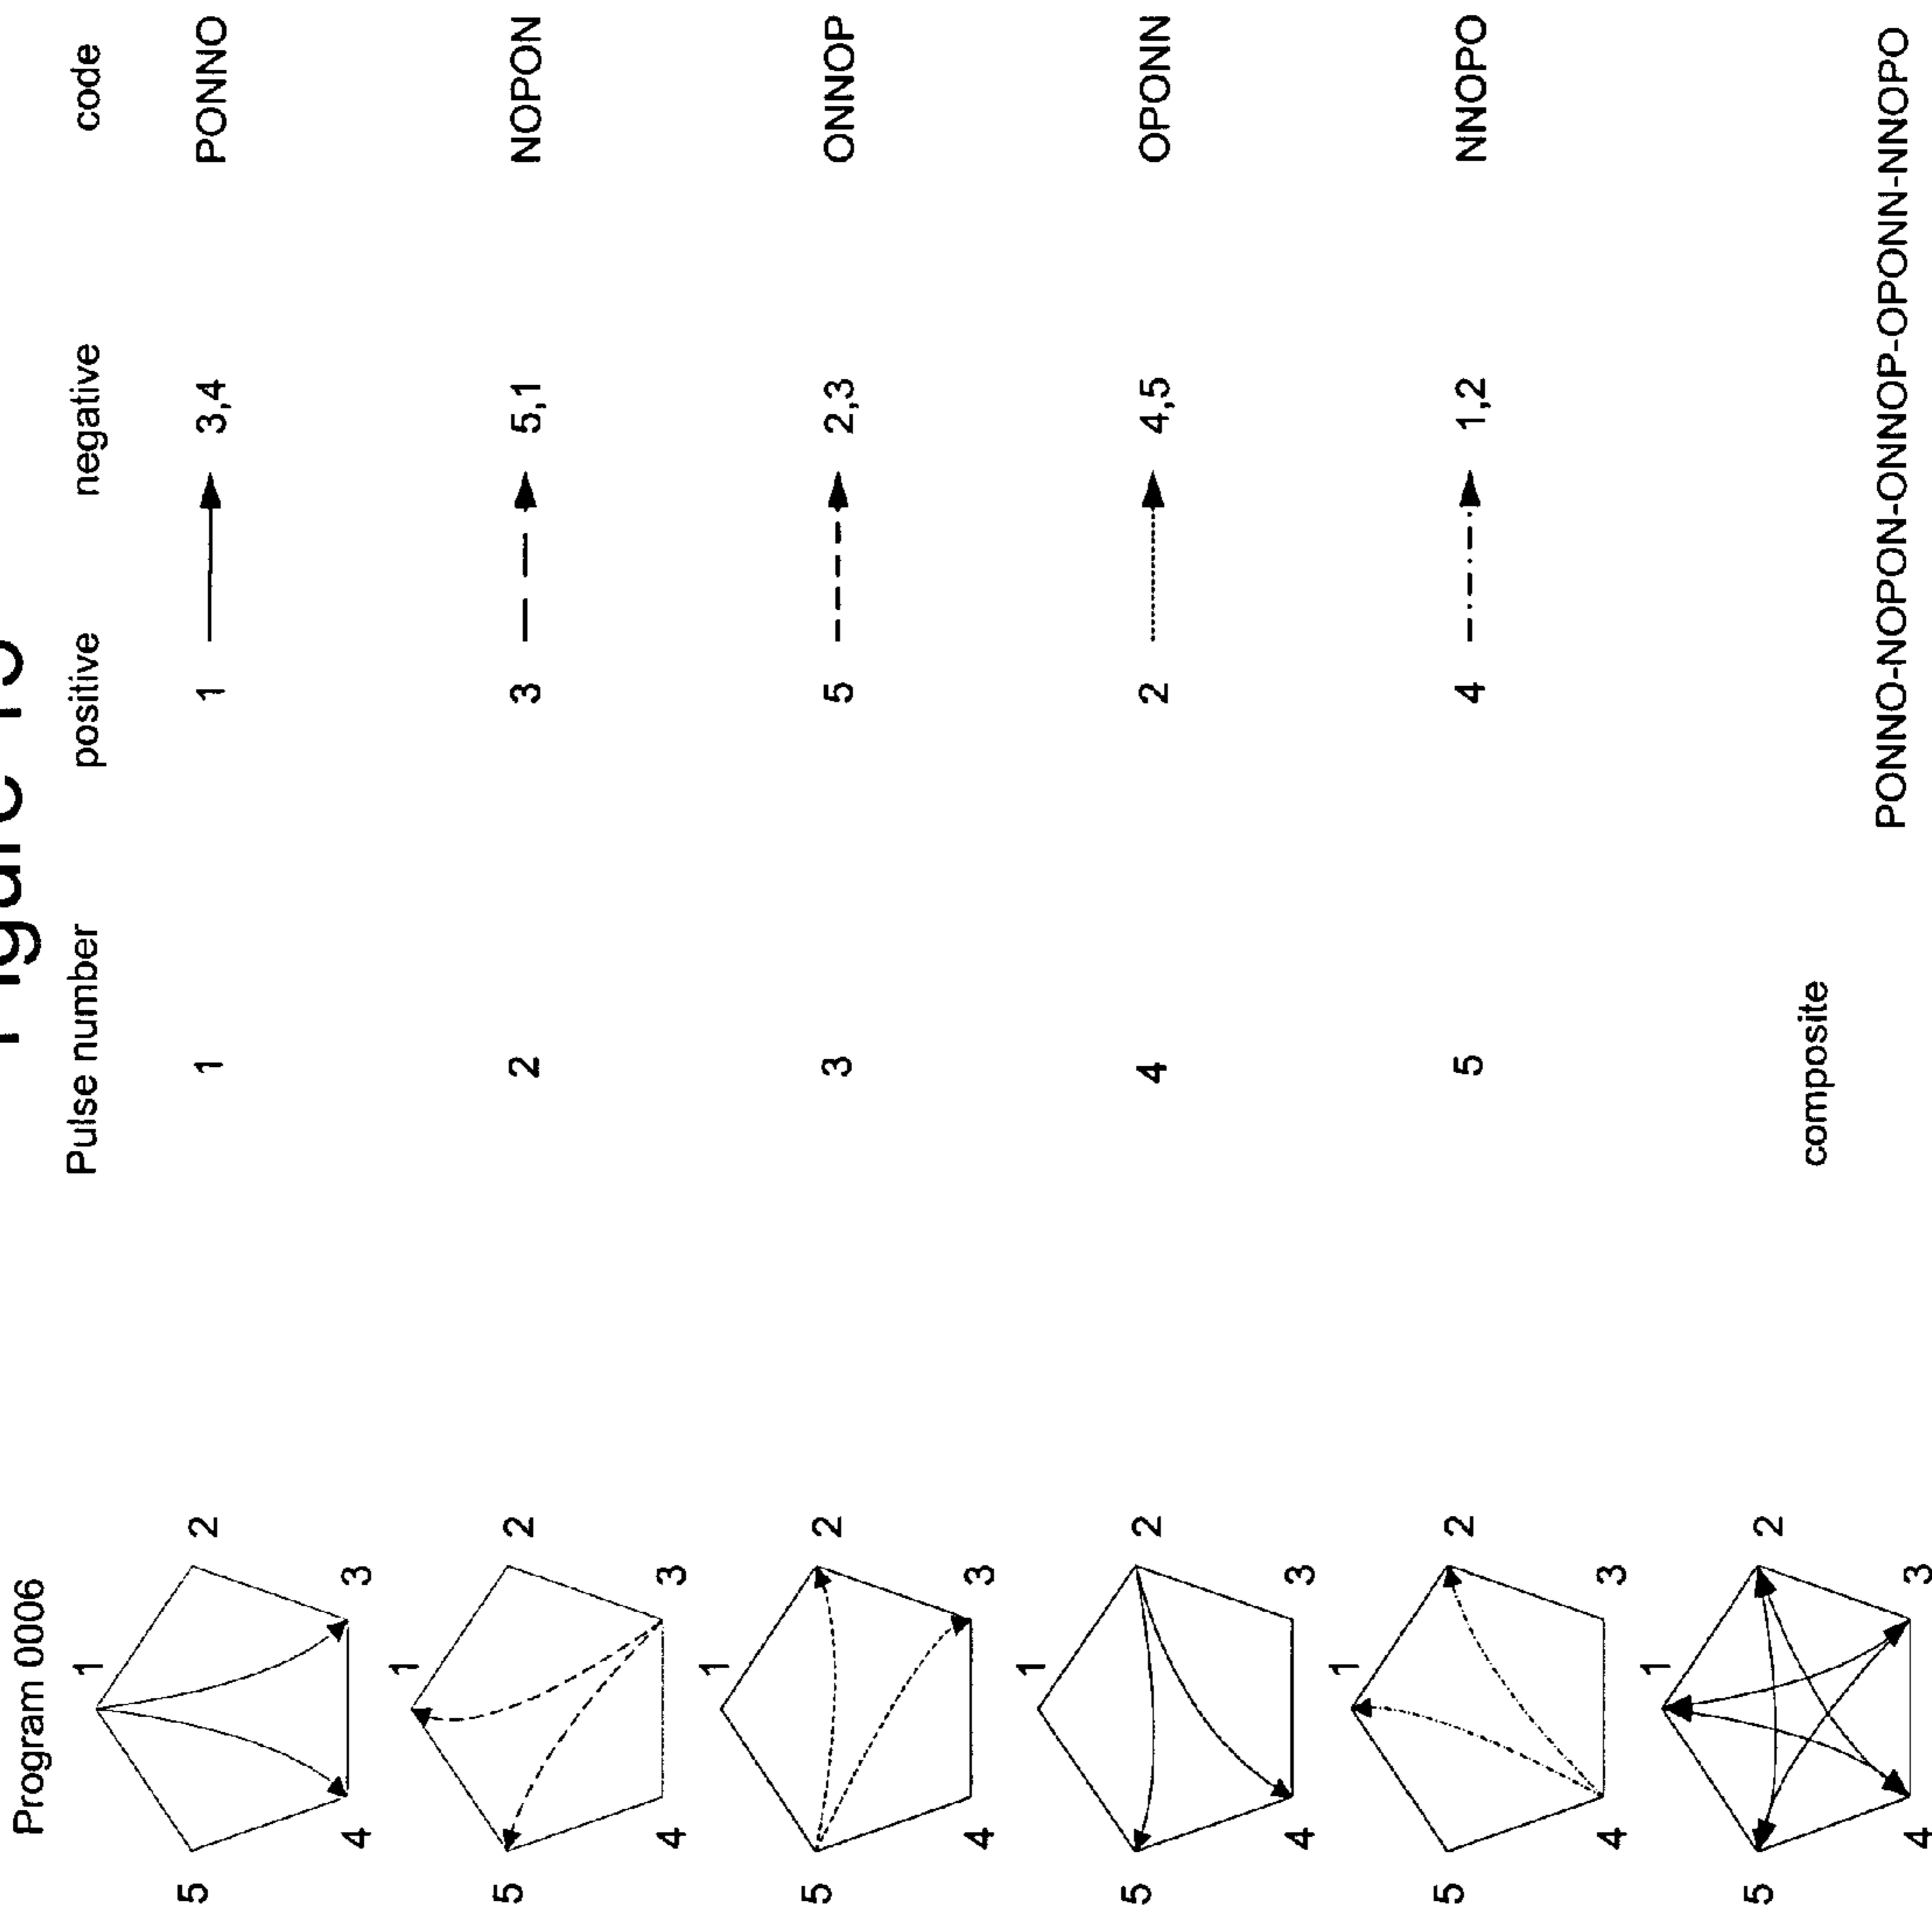 Figure
Program 0006 Pulse number positive negative code
1
5 2 1 1 3,4 PONNO
4 3
1
5 2 2 3 5,1 NOPON
4 3
1
5 2 3 5 2,3 ONNOP
4 3
1
5 2 4 2 4,5 OPONN
4 3
1
5 2 5 4 1,2 NNOPO
4 3
1
5 2
composite
PONNO-NOPON-ONNOP-OPONN-NNOPO
4 3